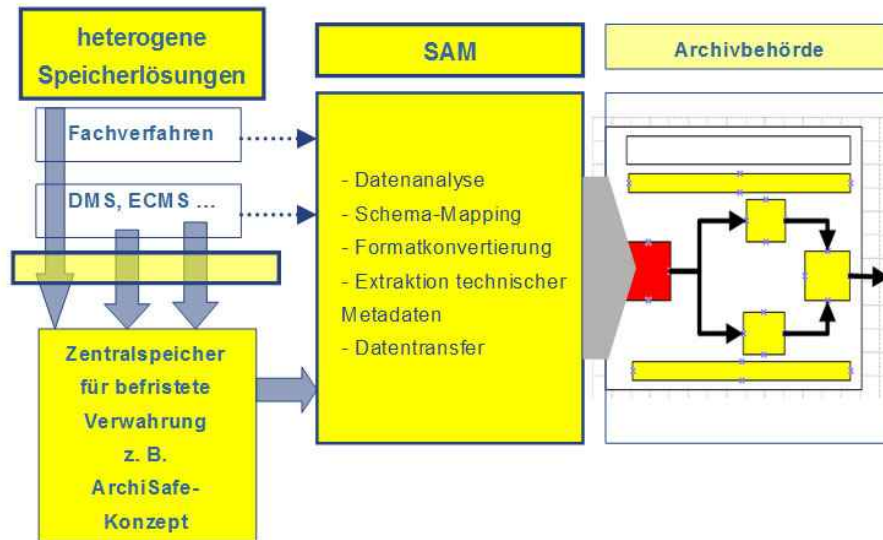 heterogene
Speicherlösungen
Fachverfahren
DMS, ECMS ...
Zentralspeicher
für befristete
Verwahrung
z. B.
ArchiSafe-
Konzept
SAM
- Datenanalyse
- Schema-Mapping
- Formatkonvertierung
- Extraktion technischer
Metadaten
- Datentransfer
Archivbehörde